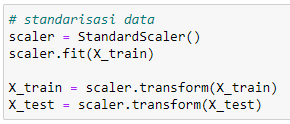 # standarisasi data
scaler = StandardScaler()
scaler.fit(X_train)
X_train = scaler.transform(X_train)
X_test = scaler.transform(X_test)